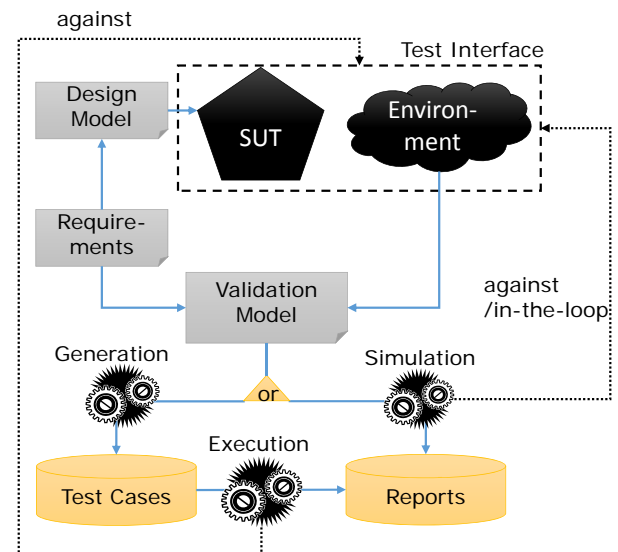 against
Test Interface
Design
Model
SUT
Environ-
ment
Require-
ments
Validation
Model
against
/in-the-loop
Generation
Simulation
or
Execution
Test Cases
Reports